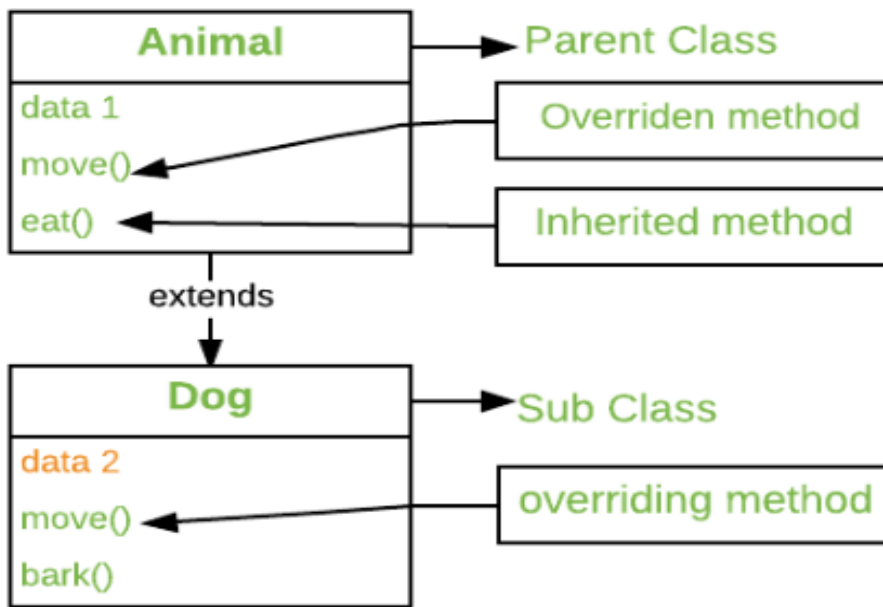 Animal
Parent Class
data 1
Overriden method
move()
eat()
Inherited method
extends
Dog
Sub Class
data 2
move()
overriding method
bark()